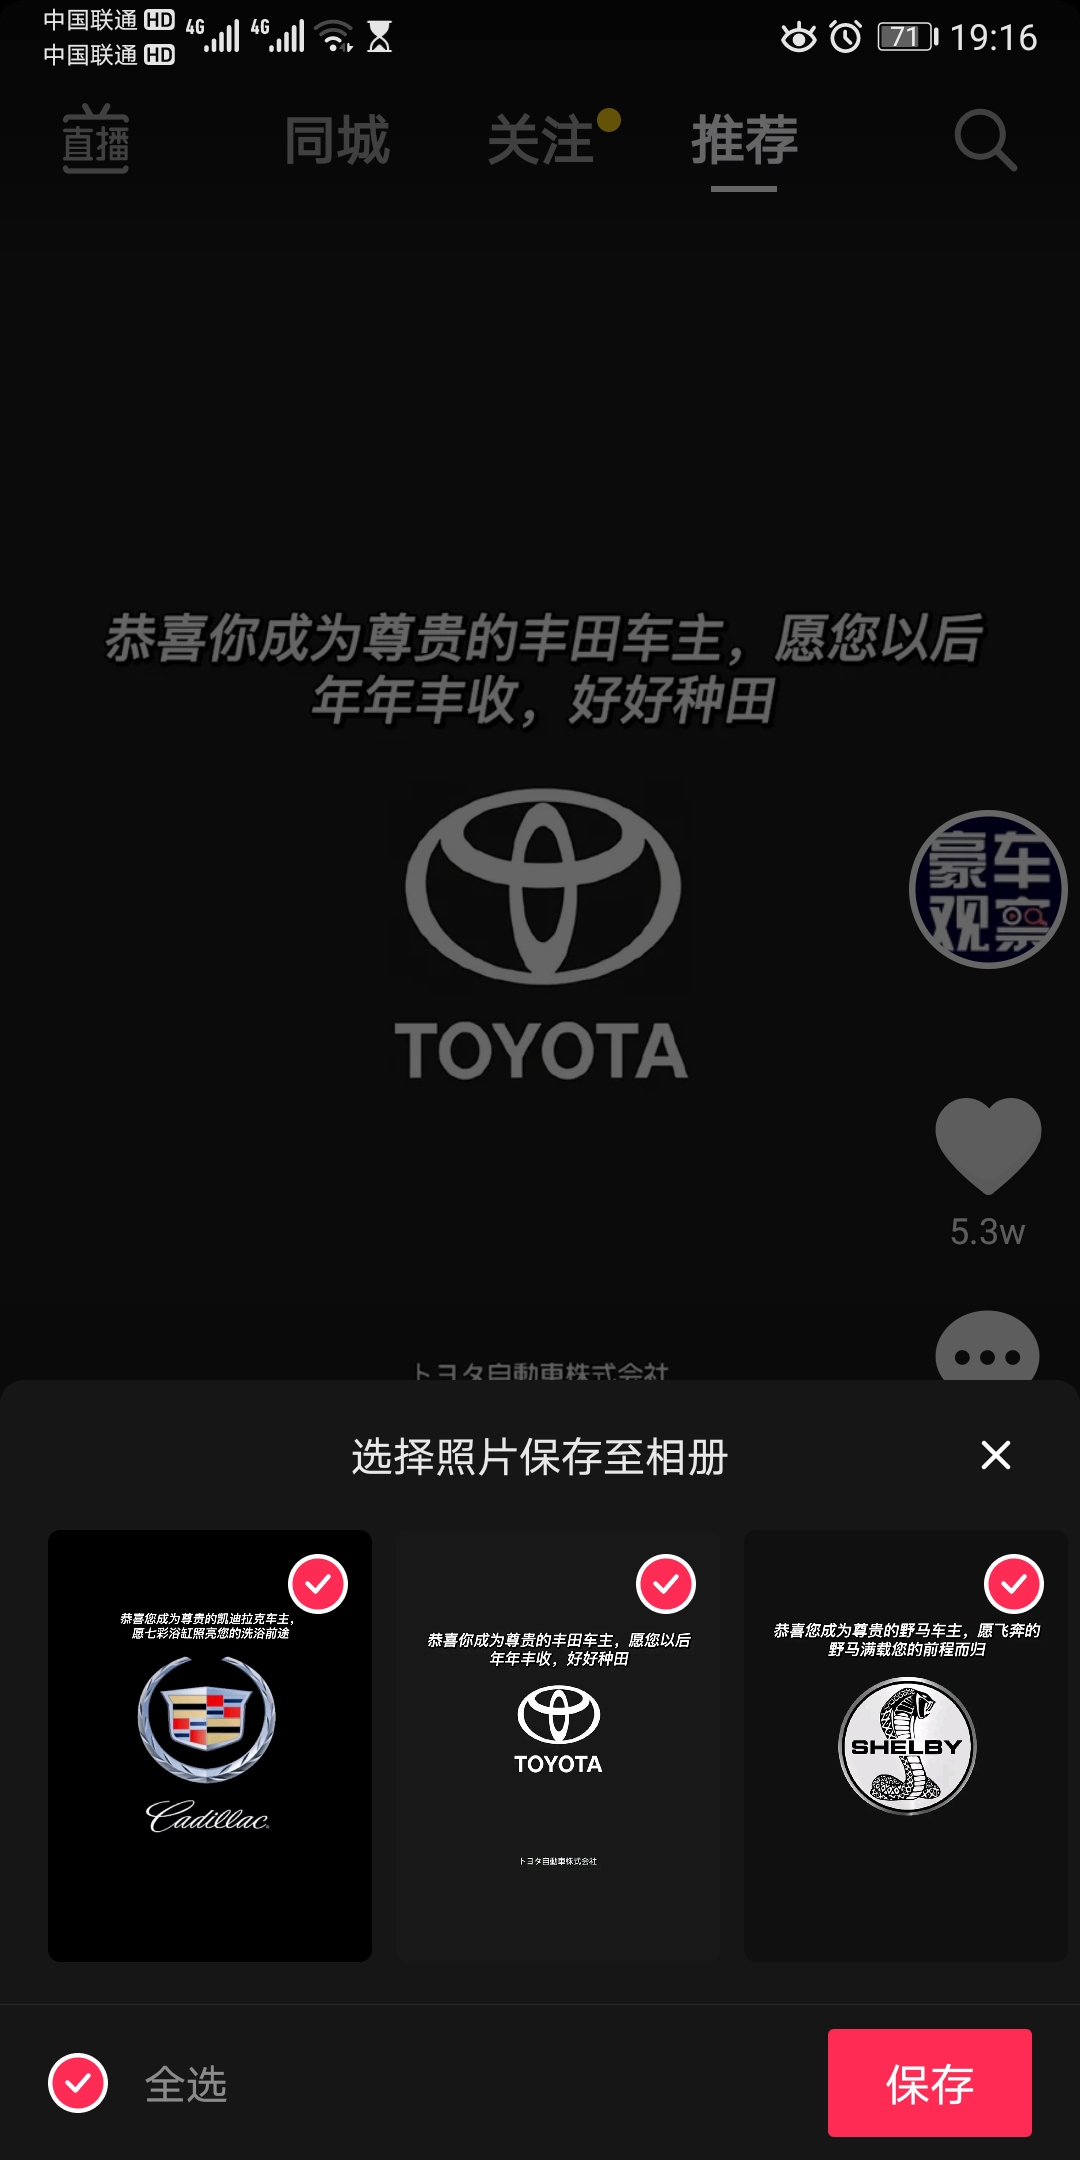 中国联通 HD 4G 4G 71 19:16
中国联通 HD
直播 同城 关注 推荐
恭喜你成为尊贵的丰田车主，愿您以后
年年丰收，好好种田
豪车
观察
TOYOTA
5.3w
トヨタ自動車株式会社
选择照片保存至相册
恭喜您成为尊贵的凯迪拉克车主，
愿七彩浴缸照亮您的洗浴前途
Cadillac
恭喜你成为尊贵的丰田车主，愿您以后
年年丰收，好好种田
TOYOTA
トヨタ自動車株式会社
恭喜您成为尊贵的野马车主，愿飞奔的
野马满载您的前程而归
SHELBY
全选
保存